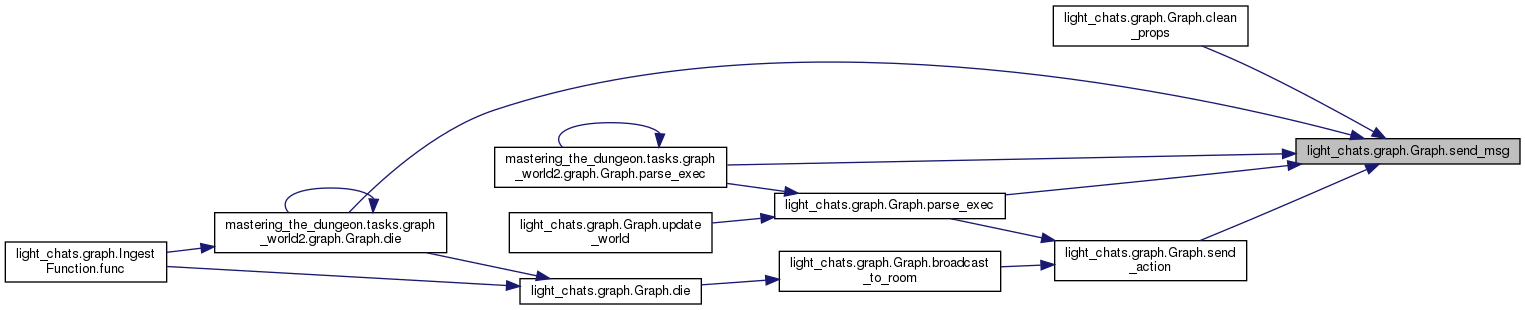 light_chats.graph.Graph.clean
_props
light_chats.graph.Graph.send_msg
mastering_the_dungeon.tasks.graph
_world2.graph.Graph.parse_exec
light_chats.graph.Graph.parse_exec
mastering_the_dungeon.tasks.graph
_world2.graph.Graph.die
light_chats.graph.Graph.update
_world
light_chats.graph.Ingest
Function.func
light_chats.graph.Graph.broadcast
_to_room
light_chats.graph.Graph.send
_action
light_chats.graph.Graph.die